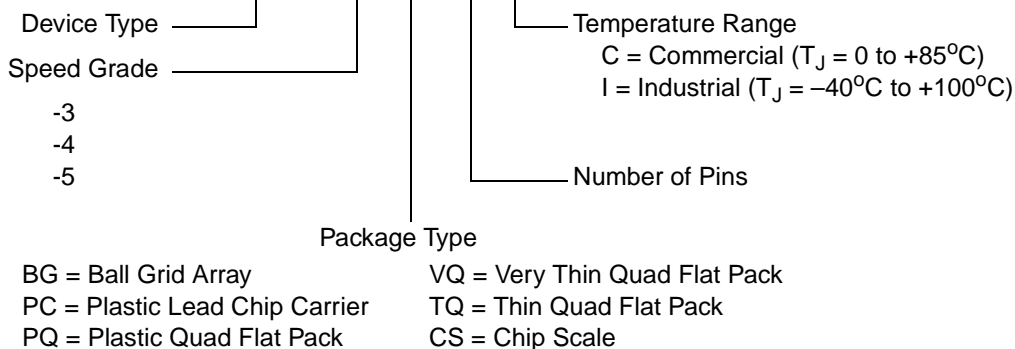 Device Type
Temperature Range
C = Commercial (TJ = 0 to +85oC)
Speed Grade
I = Industrial (TJ = –40oC to +100oC)
-3
-4
-5
Number of Pins
Package Type
BG = Ball Grid Array
VQ = Very Thin Quad Flat Pack
PC = Plastic Lead Chip Carrier
TQ = Thin Quad Flat Pack
PQ = Plastic Quad Flat Pack
CS = Chip Scale